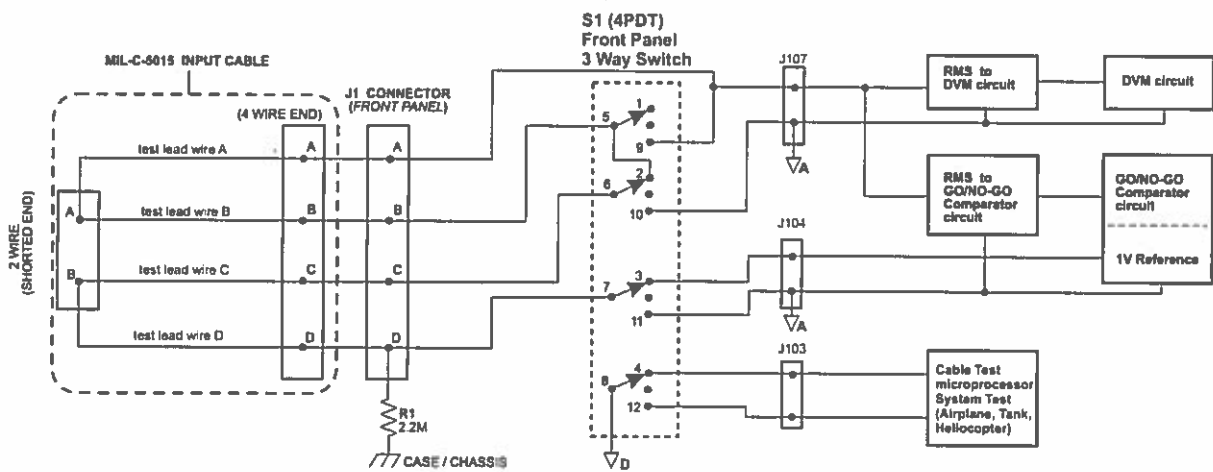 S1 (4PDT)
Front Panel
3 Way Switch
MIL-C-5015 INPUT CABLE
J1 CONNECTOR
(FRONT PANEL)
(4 WIRE END)
J107
RMS to
DVM circuit
DVM circuit
test lead wire A
A
A
1
5
9
A
2 WIRE
(SHORTED END)
A
test lead wire B
B
B
2
6
10
RMS to
GO/NO-GO
Comparator
circuit
GO/NO-GO
Comparator
circuit
J104
1V Reference
B
test lead wire C
C
C
3
7
11
A
test lead wire D
D
D
J103
4
8
12
Cable Test
microprocessor
System Test
(Airplane, Tank,
Heliocopter)
R1
2.2M
CASE / CHASSIS
D